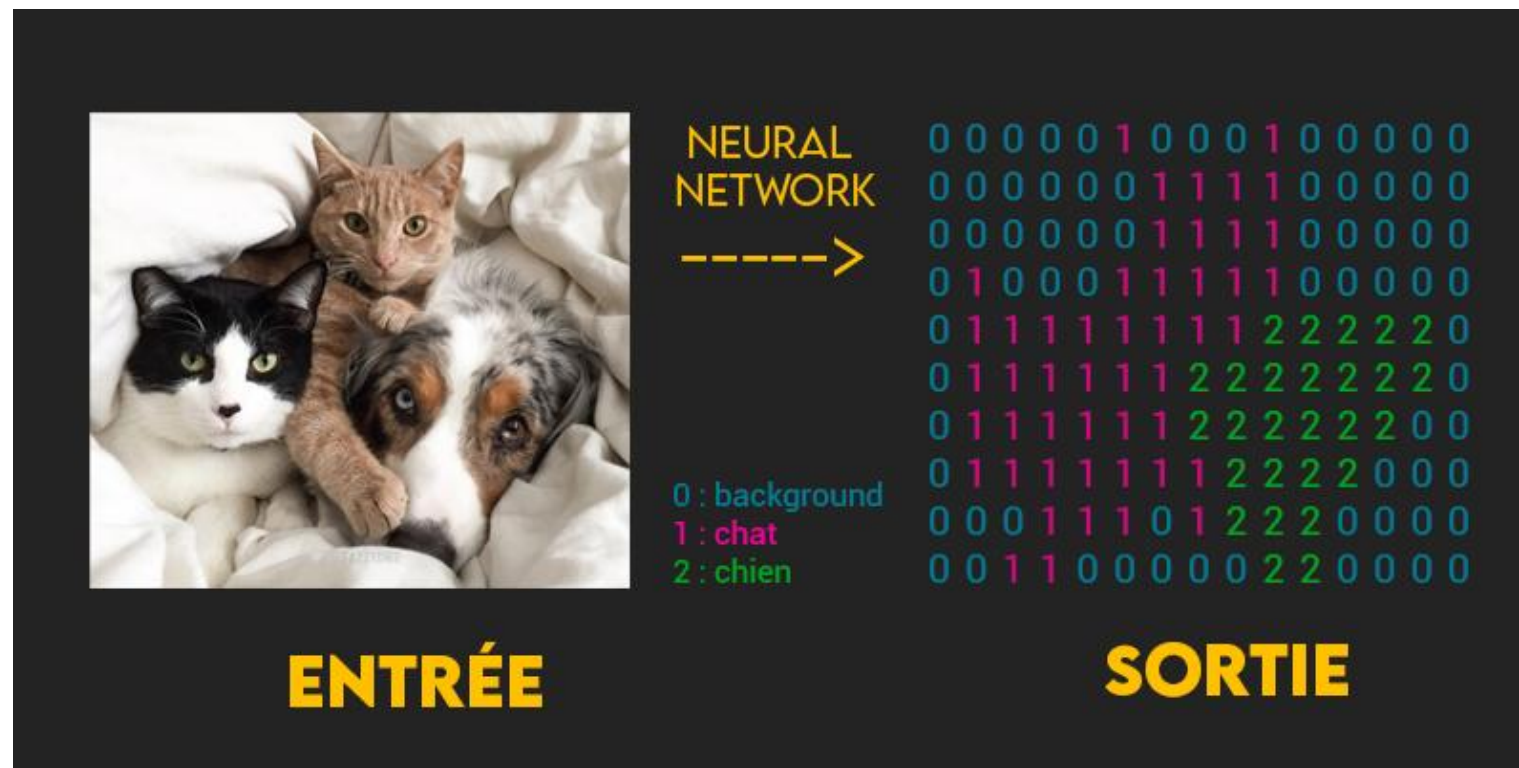 NEURAL
NETWORK
----->
0 : background
1 : chat
2 : chien
0 0 0 0 0 1 0 0 0 1 0 0 0 0 0
0 0 0 0 0 0 1 1 1 1 0 0 0 0 0
0 0 0 0 0 0 1 1 1 1 0 0 0 0 0
0 1 0 0 0 1 1 1 1 1 0 0 0 0 0
0 1 1 1 1 1 1 1 1 2 2 2 2 2 0
0 1 1 1 1 1 1 2 2 2 2 2 2 2 0
0 1 1 1 1 1 1 2 2 2 2 2 2 0 0
0 1 1 1 1 1 1 1 2 2 2 2 0 0 0
0 0 0 1 1 1 0 1 2 2 2 0 0 0 0
0 0 1 1 0 0 0 0 0 2 2 0 0 0 0
ENTRÉE
SORTIE